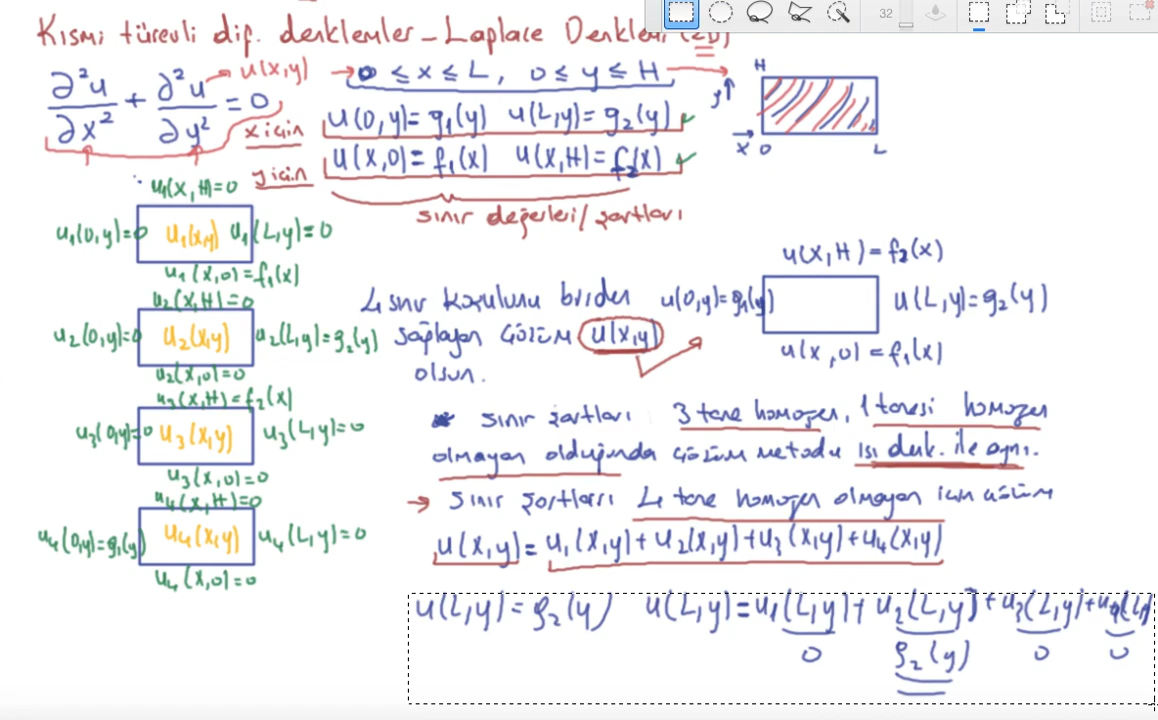 Kısmi türevli dif. denklemler - Laplace Denklemi (2D)
32
∂²u/∂x² + ∂²u/∂y² = 0
u(x,y)
0 ≤ x ≤ L, 0 ≤ y ≤ H
x için
u(0,y) = g₁(y) u(L,y) = g₂(y)
y için
u(x,0) = f₁(x) u(x,H) = f₂(x)
sınır değerleri / şartları
H
y
x 0 L
u₁(x,H)=0
u₁(0,y)=0 u₁(x,y) u₁(L,y)=0
u₁(x,0)=f₁(x)
u₂(x,H)=0
u₂(0,y)=0 u₂(x,y) u₂(L,y)=g₂(y)
u₂(x,0)=0
u₃(x,H)=f₂(x)
u₃(0,y)=0 u₃(x,y) u₃(L,y)=0
u₃(x,0)=0
u₄(x,H)=0
u₄(0,y)=g₁(y) u₄(x,y) u₄(L,y)=0
u₄(x,0)=0
4 sınır koşulunu birden
sağlayan çözüm u(x,y)
olsun.
u(x,H) = f₂(x)
u(0,y)=g₁(y) u(L,y)=g₂(y)
u(x,0) = f₁(x)
* sınır şartları 3 tane homojen, 1 tanesi homojen
olmayan olduğunda çözüm metodu ısı denk. ile aynı.
→ Sınır şartları 4 tane homojen olmayan için çözüm
u(x,y) = u₁(x,y) + u₂(x,y) + u₃(x,y) + u₄(x,y)
u(L,y) = g₂(y) u(L,y) = u₁(L,y) + u₂(L,y) + u₃(L,y) + u₄(L,y)
0 g₂(y) 0 0